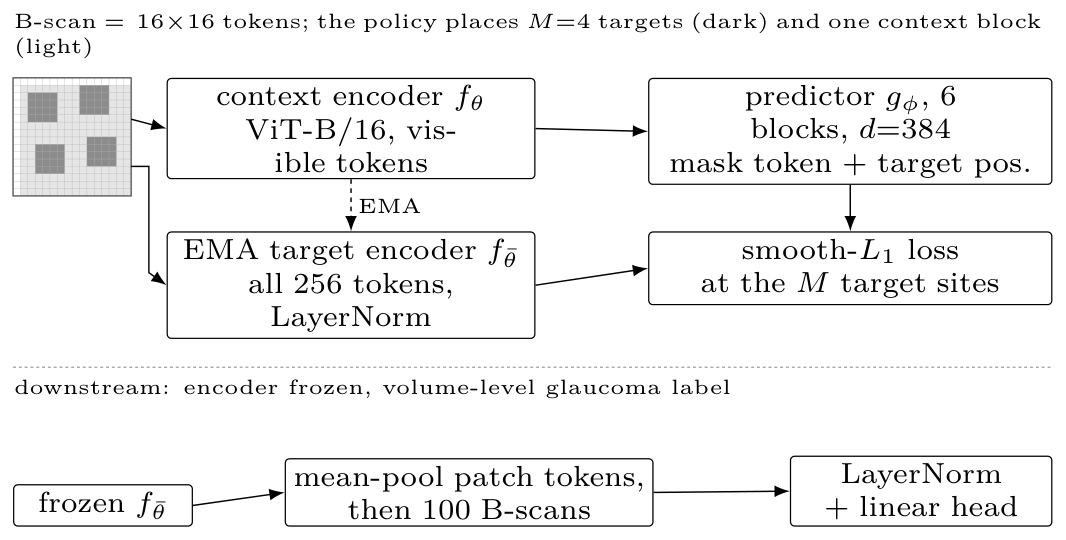 B-scan = 16×16 tokens; the policy places M=4 targets (dark) and one context block
(light)
context encoder f_θ
ViT-B/16, vis-
ible tokens
predictor g_ϕ, 6
blocks, d=384
mask token + target pos.
EMA
EMA target encoder f_θ̄
all 256 tokens,
LayerNorm
smooth-L₁ loss
at the M target sites
downstream: encoder frozen, volume-level glaucoma label
frozen f_θ̄
mean-pool patch tokens,
then 100 B-scans
LayerNorm
+ linear head